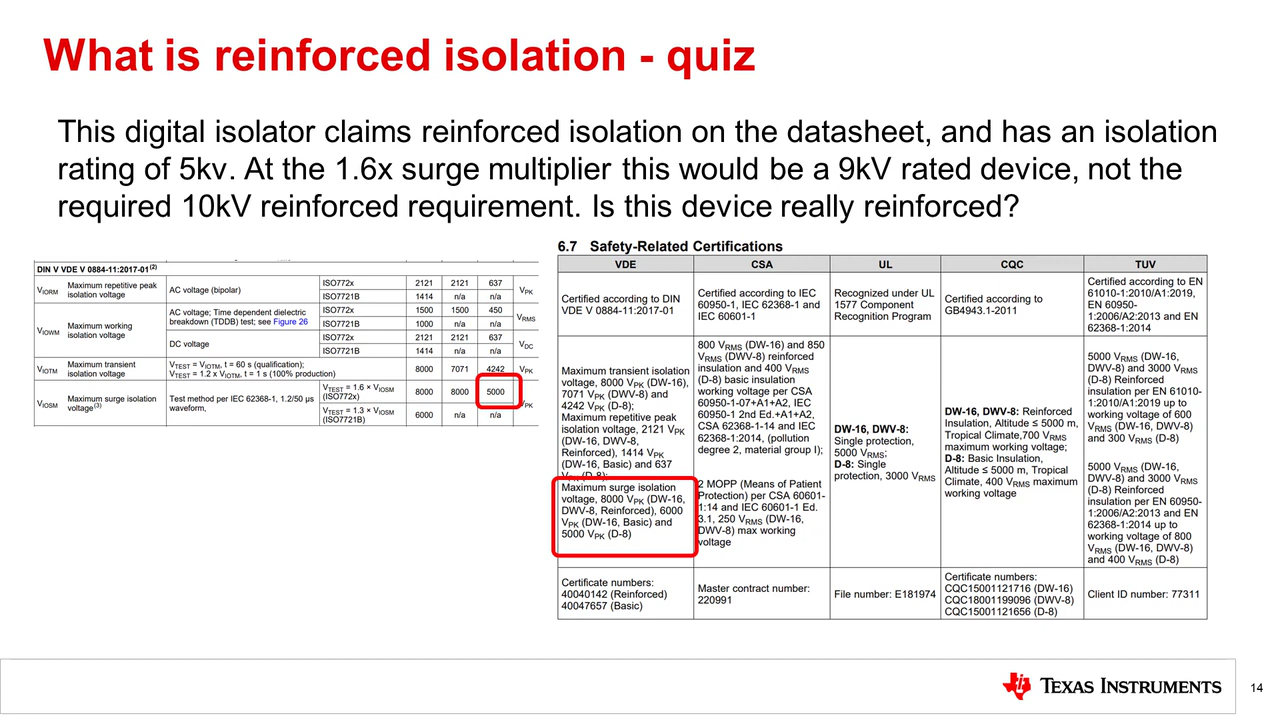 What is reinforced isolation - quiz
This digital isolator claims reinforced isolation on the datasheet, and has an isolation
rating of 5kv. At the 1.6x surge multiplier this would be a 9kV rated device, not the
required 10kV reinforced requirement. Is this device really reinforced?
DIN V VDE V 0884-11:2017-01(2)
VIORM
Maximum repetitive peak
isolation voltage
AC voltage (bipolar)
ISO772x 2121 2121 637
ISO7721B 1414 n/a n/a
VPK
VIOWM
Maximum working
isolation voltage
AC voltage; Time dependent dielectric
breakdown (TDDB) test; see Figure 26
ISO772x 1500 1500 450
ISO7721B 1000 n/a n/a
VRMS
DC voltage
ISO772x 2121 2121 637
ISO7721B 1414 n/a n/a
VDC
VIOTM
Maximum transient
isolation voltage
VTEST = VIOTM, t = 60 s (qualification);
VTEST = 1.2 x VIOTM, t = 1 s (100% production)
8000 7071 4242 VPK
VIOSM
Maximum surge isolation
voltage(3)
Test method per IEC 62368-1, 1.2/50 µs
waveform,
VTEST = 1.6 × VIOSM
(ISO772x)
8000 8000 5000
VTEST = 1.3 × VIOSM
(ISO7721B)
6000 n/a n/a
VPK
6.7 Safety-Related Certifications
VDE CSA UL CQC TUV
Certified according to DIN
VDE V 0884-11:2017-01
Certified according to IEC
60950-1, IEC 62368-1 and
IEC 60601-1
Recognized under UL
1577 Component
Recognition Program
Certified according to
GB4943.1-2011
Certified according to EN
61010-1:2010/A1:2019,
EN 60950-
1:2006/A2:2013 and EN
62368-1:2014
Maximum transient isolation
voltage, 8000 VPK (DW-16),
7071 VPK (DWV-8) and
4242 VPK (D-8);
Maximum repetitive peak
isolation voltage, 2121 VPK
(DW-16, DWV-8,
Reinforced), 1414 VPK
(DW-16, Basic) and 637
VPK (D-8);
Maximum surge isolation
voltage, 8000 VPK (DW-16,
DWV-8, Reinforced), 6000
VPK (DW-16, Basic) and
5000 VPK (D-8)
800 VRMS (DW-16) and 850
VRMS (DWV-8) reinforced
insulation and 400 VRMS
(D-8) basic insulation
working voltage per CSA
60950-1-07+A1+A2, IEC
60950-1 2nd Ed.+A1+A2,
CSA 62368-1-14 and IEC
62368-1:2014, (pollution
degree 2, material group I);
2 MOPP (Means of Patient
Protection) per CSA 60601-
1:14 and IEC 60601-1 Ed.
3.1, 250 VRMS (DW-16,
DWV-8) max working
voltage
DW-16, DWV-8:
Single protection,
5000 VRMS;
D-8: Single
protection, 3000 VRMS
DW-16, DWV-8: Reinforced
Insulation, Altitude ≤ 5000 m,
Tropical Climate,700 VRMS
maximum working voltage;
D-8: Basic Insulation,
Altitude ≤ 5000 m, Tropical
Climate, 400 VRMS maximum
working voltage
5000 VRMS (DW-16,
DWV-8) and 3000 VRMS
(D-8) Reinforced
insulation per EN 61010-
1:2010/A1:2019 up to
working voltage of 600
VRMS (DW-16, DWV-8)
and 300 VRMS (D-8)
5000 VRMS (DW-16,
DWV-8) and 3000 VRMS
(D-8) Reinforced
insulation per EN 60950-
1:2006/A2:2013 and EN
62368-1:2014 up to
working voltage of 800
VRMS (DW-16, DWV-8)
and 400 VRMS (D-8)
Certificate numbers:
40040142 (Reinforced)
40047657 (Basic)
Master contract number:
220991
File number: E181974
Certificate numbers:
CQC15001121716 (DW-16)
CQC18001199096 (DWV-8)
CQC15001121656 (D-8)
Client ID number: 77311
TEXAS INSTRUMENTS
14